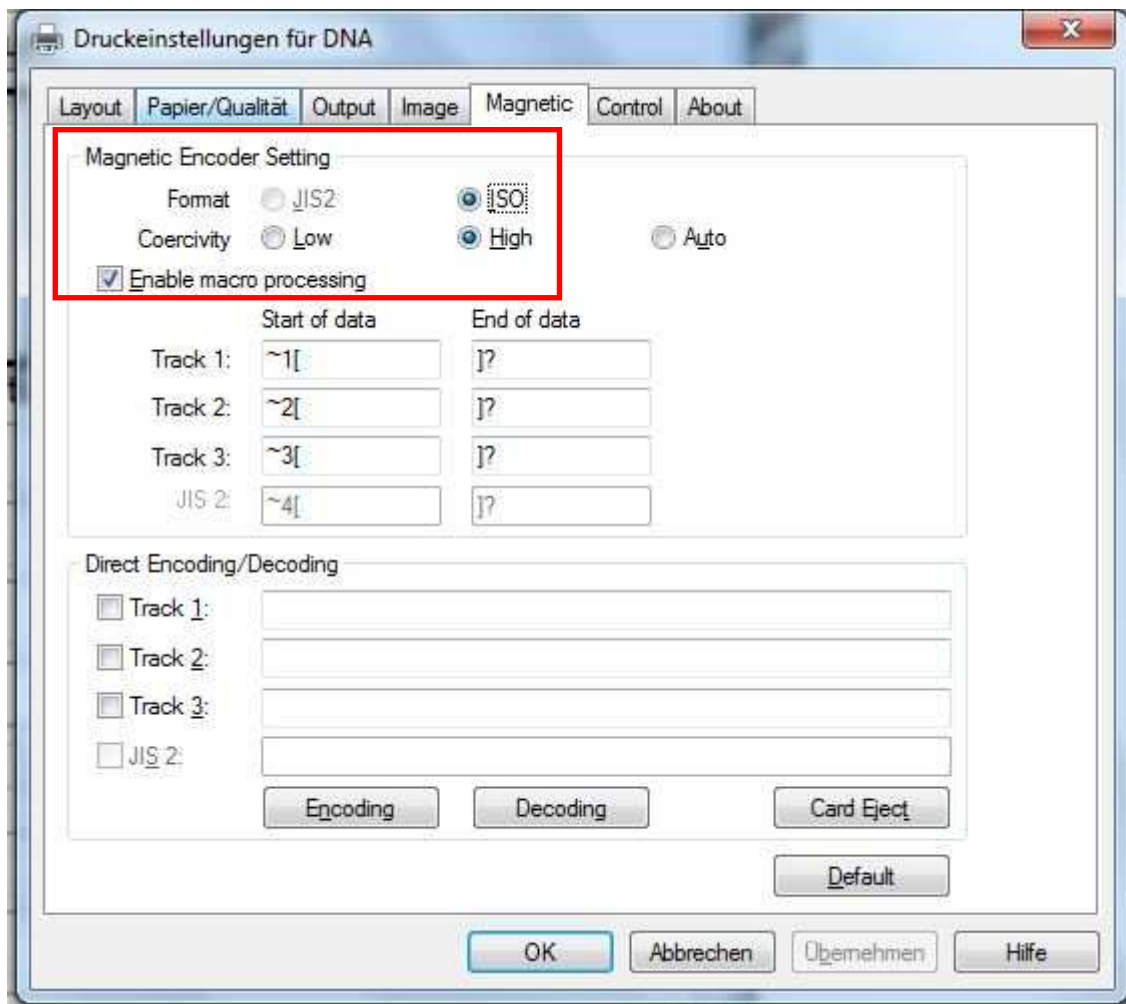 Druckeinstellungen für DNA
Layout Papier/Qualität Output Image Magnetic Control About
Magnetic Encoder Setting
Format JIS2 ISO
Coercivity Low High Auto
Enable macro processing
Start of data End of data
Track 1: ~1[ ]?
Track 2: ~2[ ]?
Track 3: ~3[ ]?
JIS 2: ~4[ ]?
Direct Encoding/Decoding
Track 1:
Track 2:
Track 3:
JIS 2:
Encoding Decoding Card Eject
Default
OK Abbrechen Übernehmen Hilfe